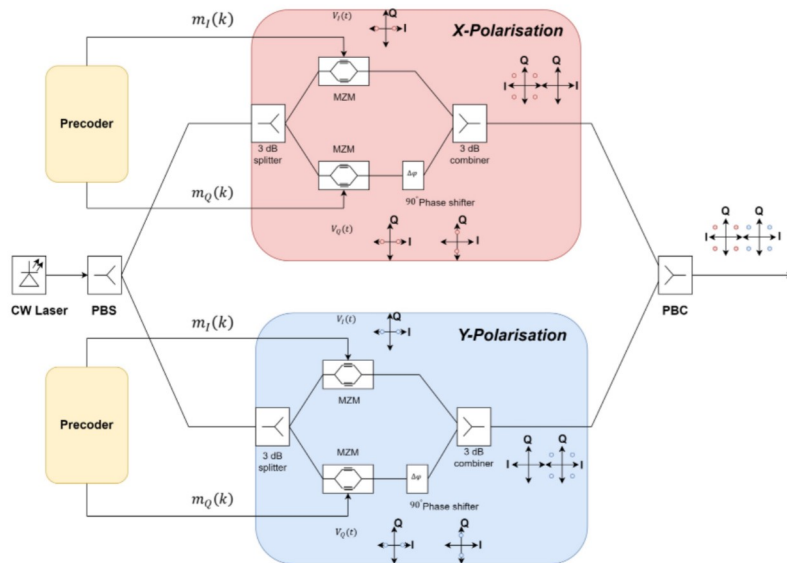 m_I(k)
V_I(t)
Q
I
X-Polarisation
MZM
Q
Q
I
I
Precoder
3 dB
splitter
3 dB
combiner
MZM
Δφ
m_Q(k)
90°Phase shifter
V_Q(t)
Q
I
Q
I
Q
Q
I
I
CW Laser
PBS
PBC
m_I(k)
V_I(t)
Q
I
Y-Polarisation
MZM
Precoder
3 dB
splitter
3 dB
combiner
Q
Q
I
I
MZM
Δφ
m_Q(k)
90°Phase shifter
V_Q(t)
Q
I
Q
I